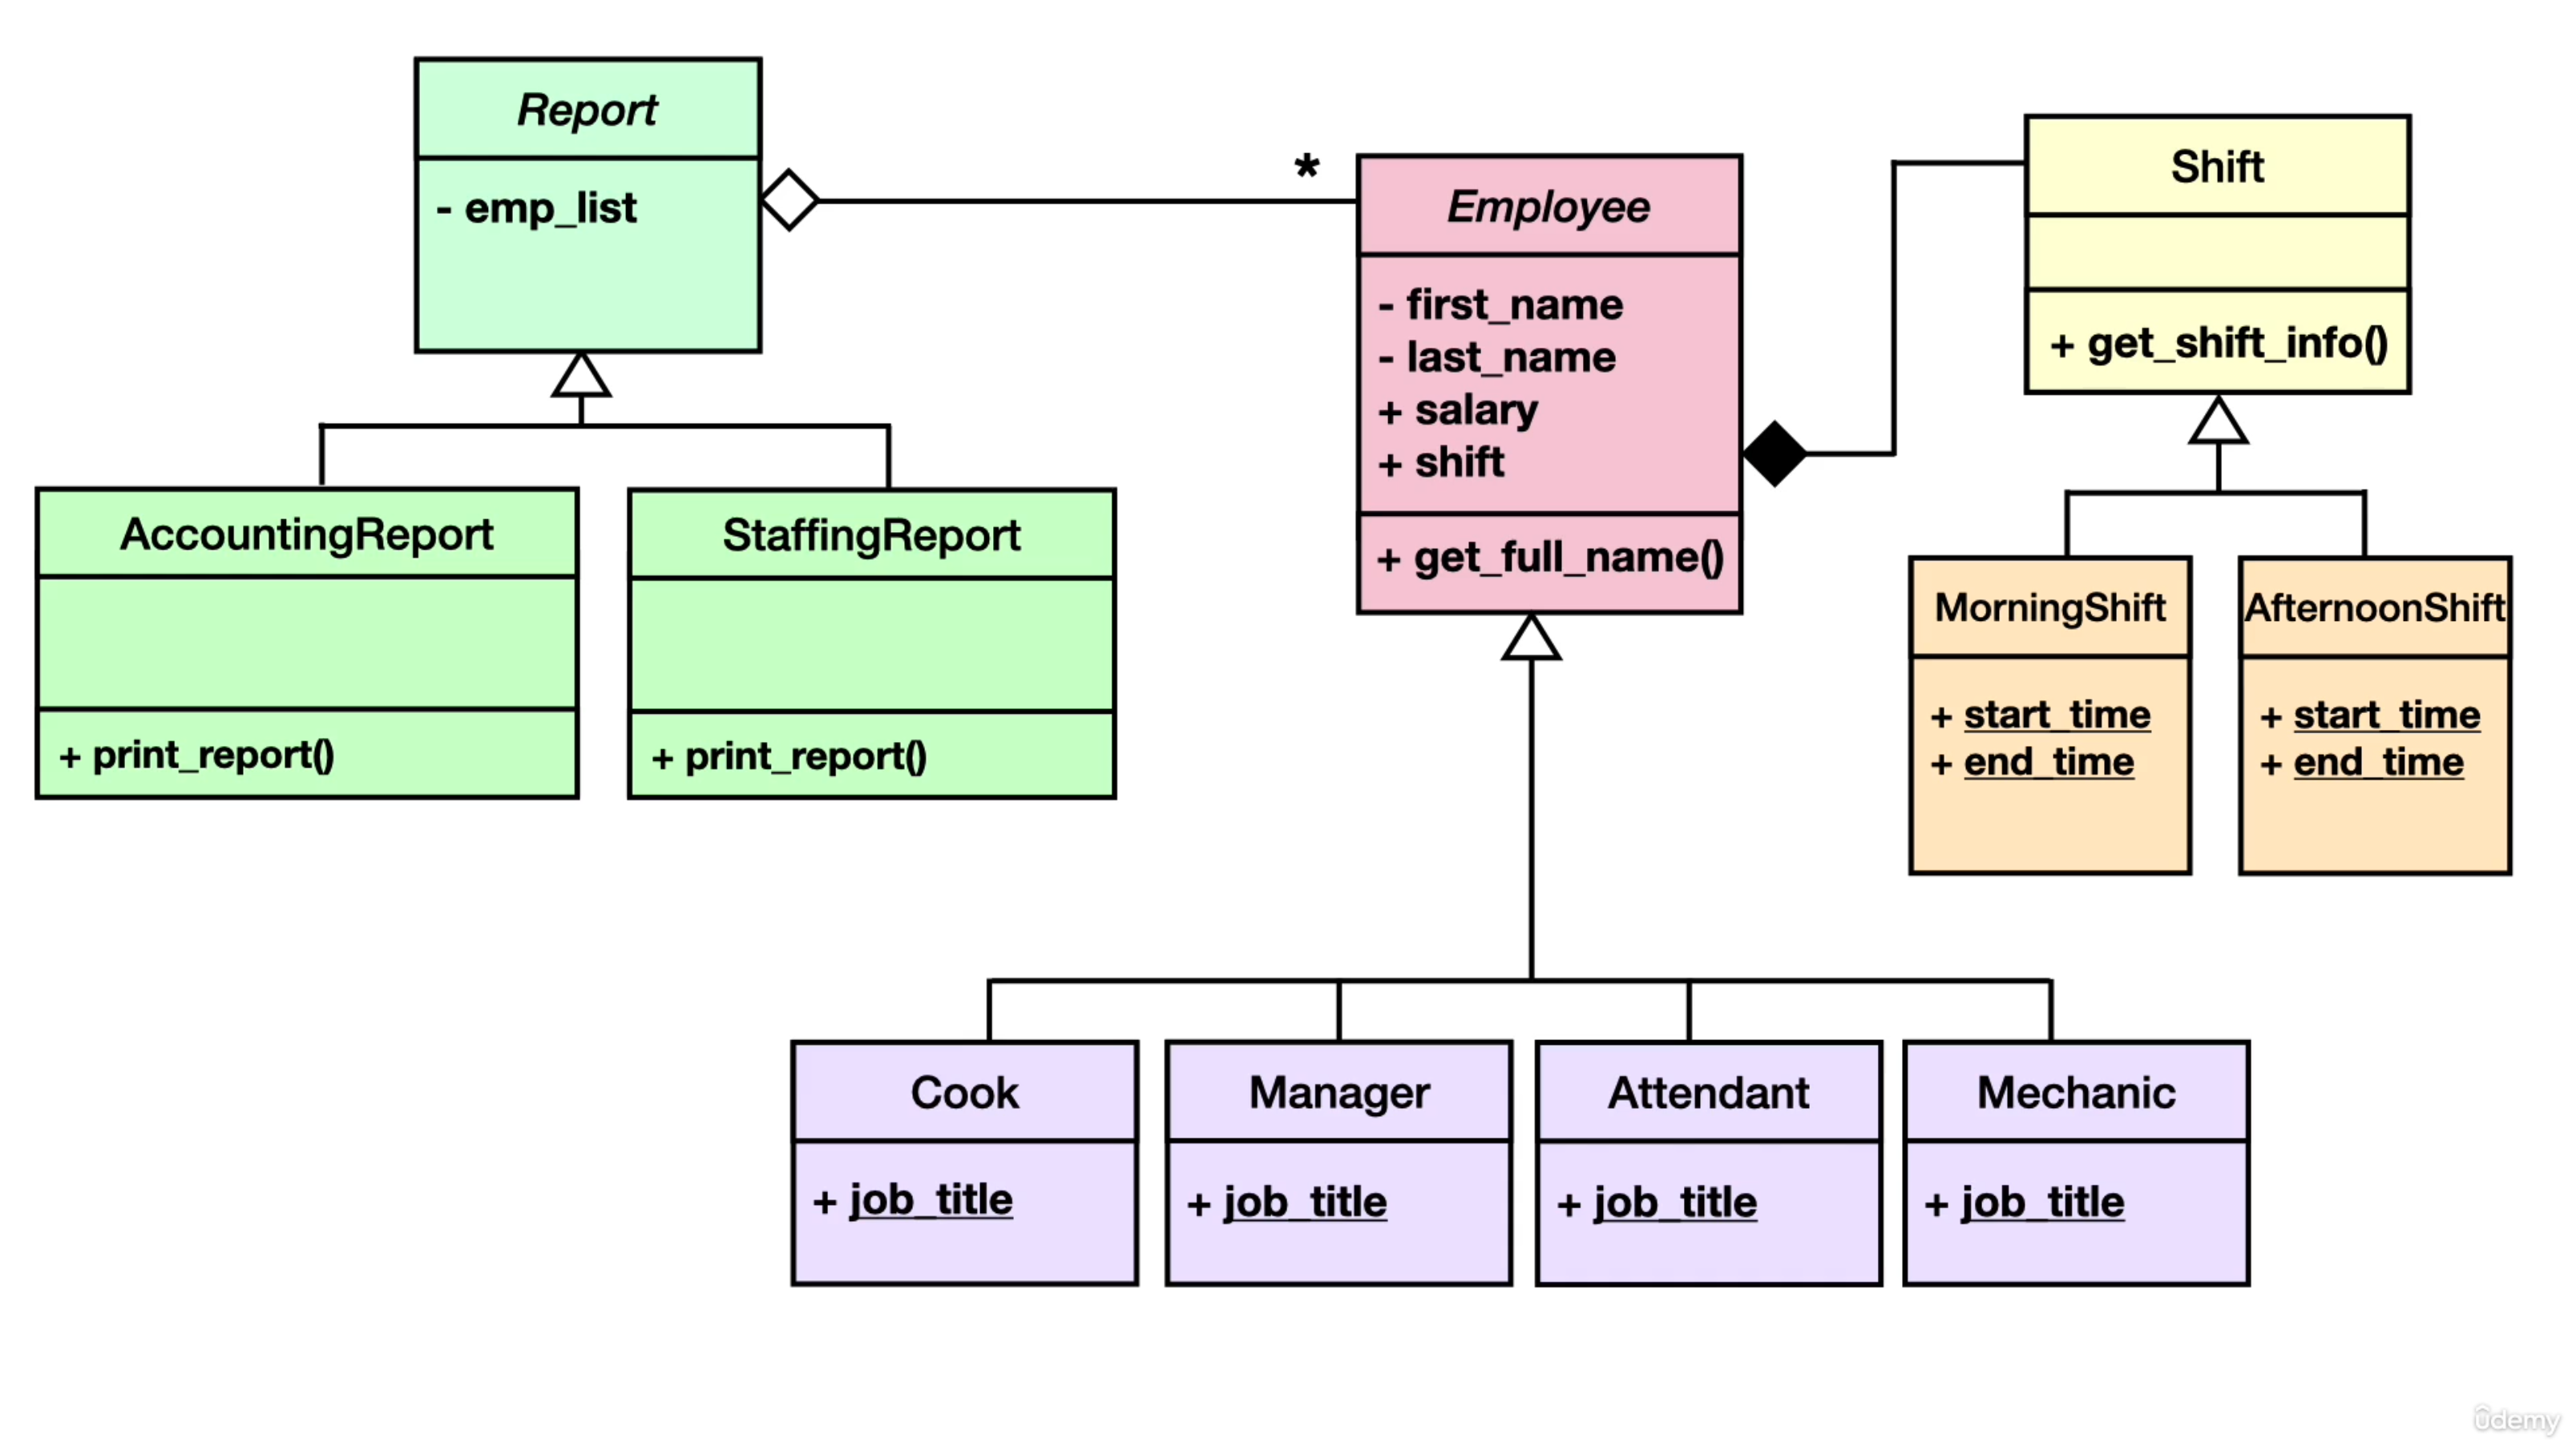 Report
- emp_list
*
Employee
- first_name
- last_name
+ salary
+ shift
+ get_full_name()
Shift
+ get_shift_info()
AccountingReport
+ print_report()
StaffingReport
+ print_report()
MorningShift
+ start_time
+ end_time
AfternoonShift
+ start_time
+ end_time
Cook
+ job_title
Manager
+ job_title
Attendant
+ job_title
Mechanic
+ job_title
ûdemy